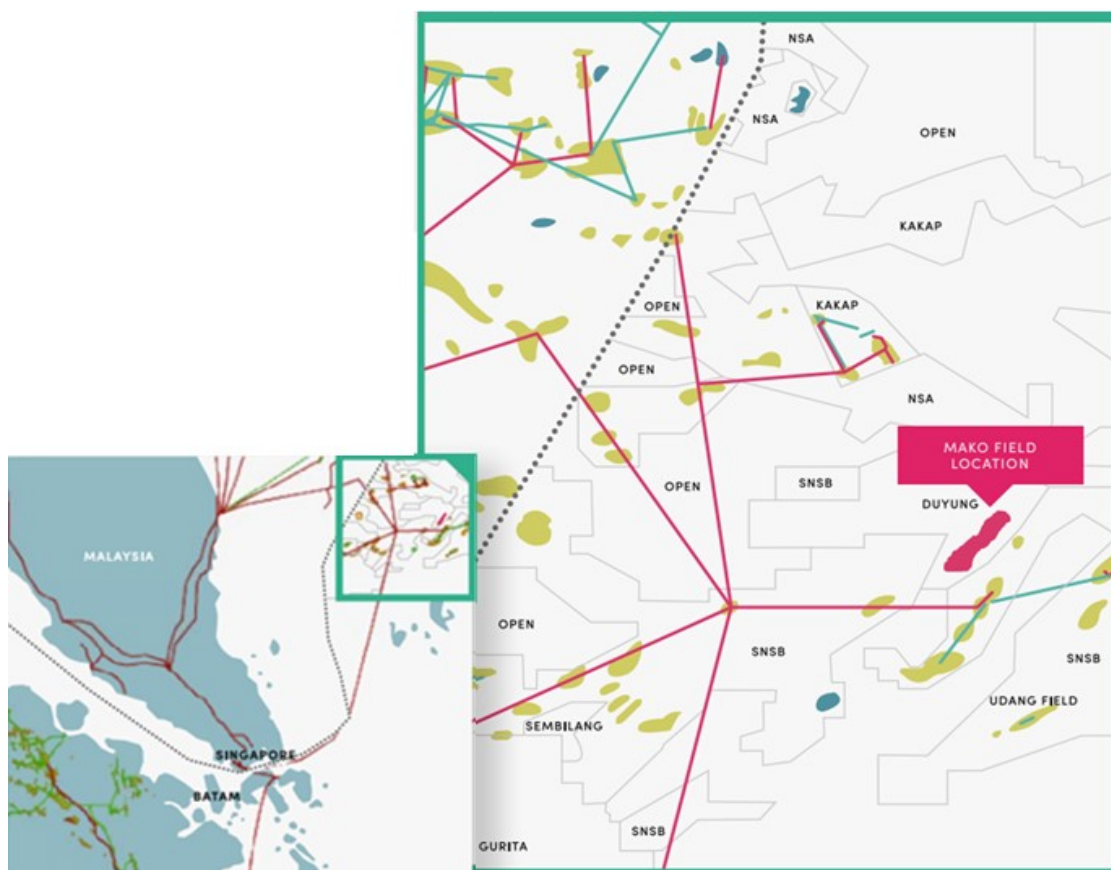 NSA
NSA
OPEN
KAKAP
OPEN
KAKAP
OPEN
NSA
MAKO FIELD
LOCATION
OPEN
SNSB
DUYUNG
MALAYSIA
OPEN
SNSB
SNSB
UDANG FIELD
SEMBILANG
SINGAPORE
BATAM
SNSB
GURITA